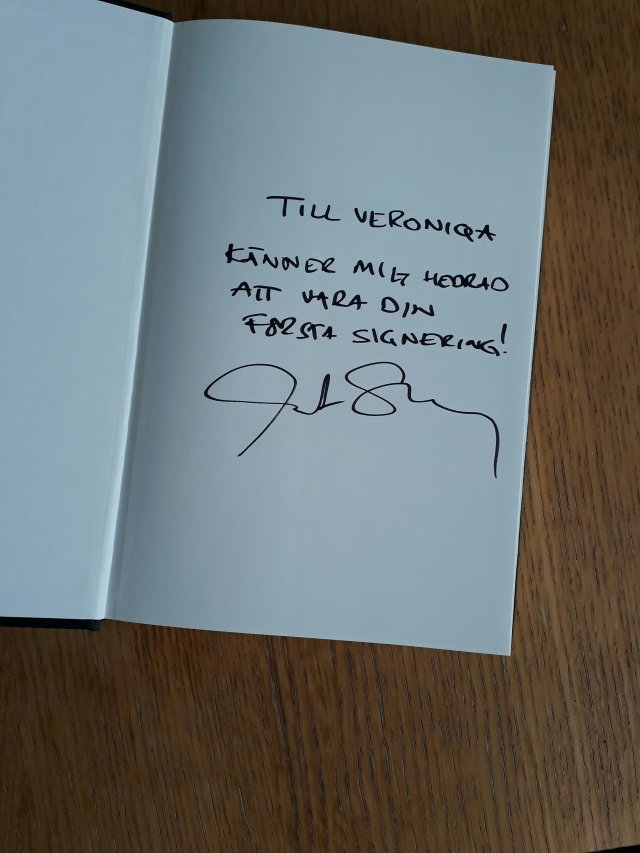 TILL VERONIQA
KÄNNER MIG HEDRAD
ATT VARA DIN
FÖRSTA SIGNERING!